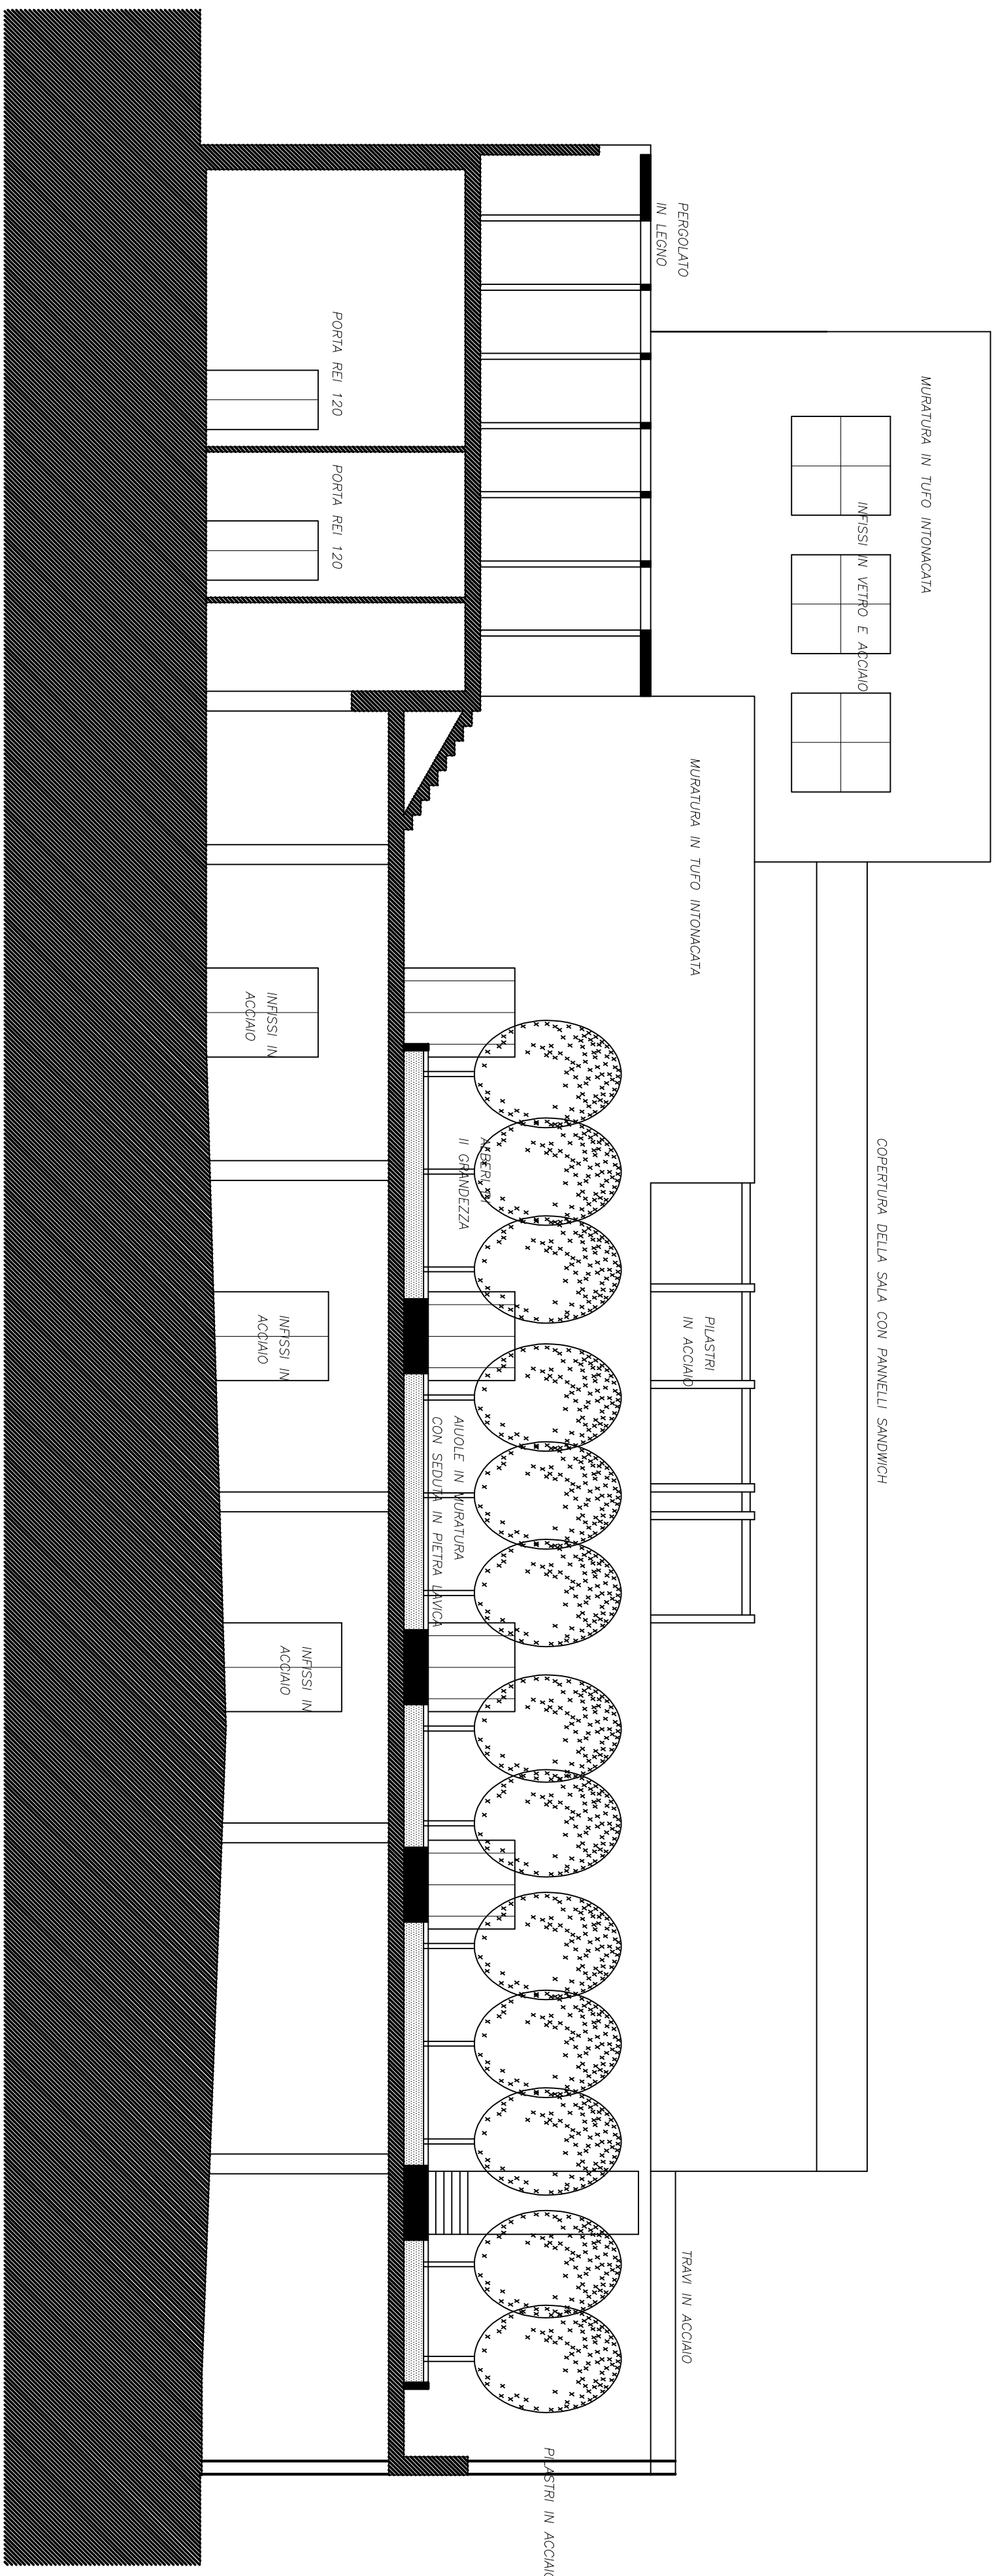 PERGOLATO
IN LEGNO
MURATURA IN TUFO INTONACATA
INFISSI IN VETRO E ACCIAIO
PORTA REI 120
PORTA REI 120
MURATURA IN TUFO INTONACATA
COPERTURA DELLA SALA CON PANNELLI SANDWICH
INFISSI IN
ACCIAIO
ALBERI DI
II GRANDEZZA
PILASTRI
IN ACCIAIO
INFISSI IN
ACCIAIO
AIUOLE IN MURATURA
CON SEDUTA IN PIETRA LAVICA
INFISSI IN
ACCIAIO
TRAVI IN ACCIAIO
PILASTRI IN ACCIAIO